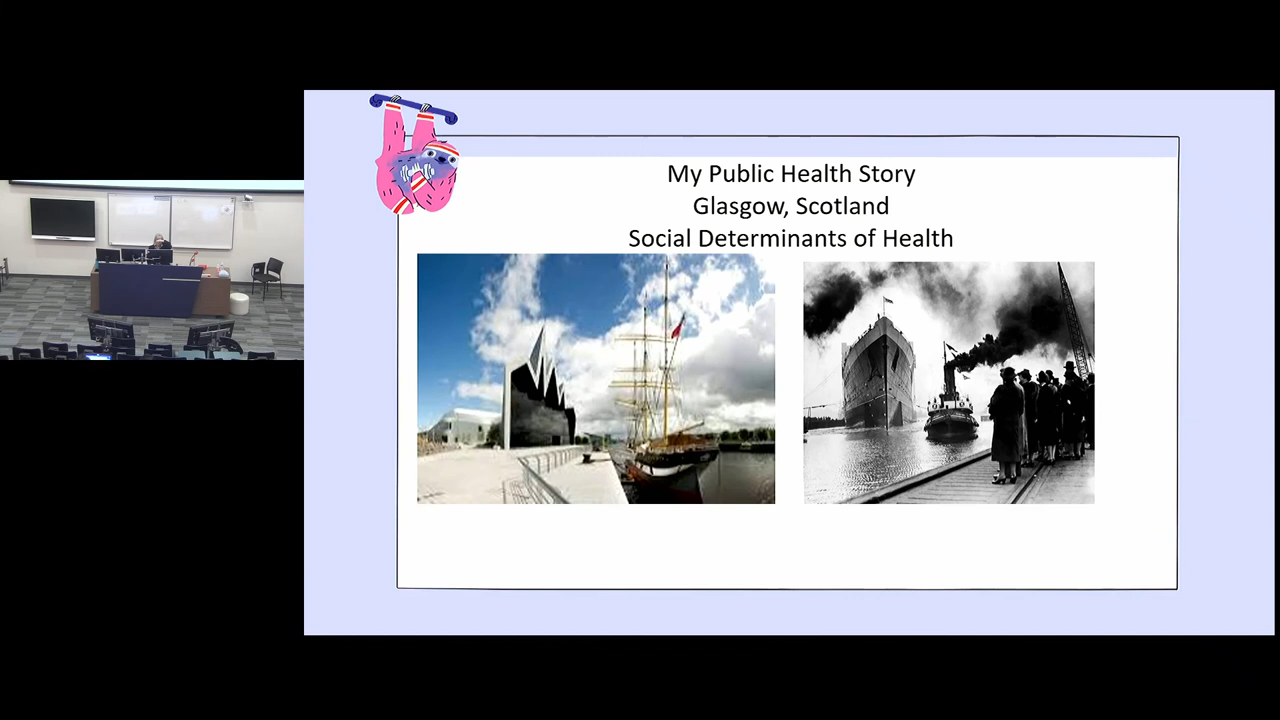 My Public Health Story
Glasgow, Scotland
Social Determinants of Health